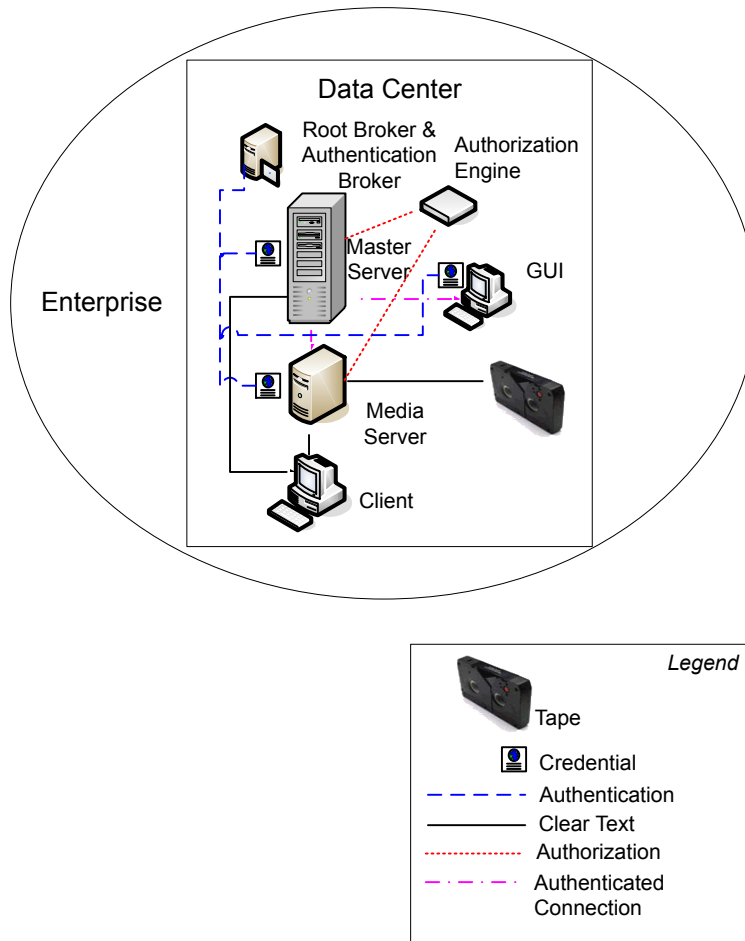 Data Center
Root Broker &
Authentication
Broker
Authorization
Engine
Master
Server
GUI
Enterprise
Media
Server
Client
Legend
Tape
Credential
Authentication
Clear Text
Authorization
Authenticated
Connection